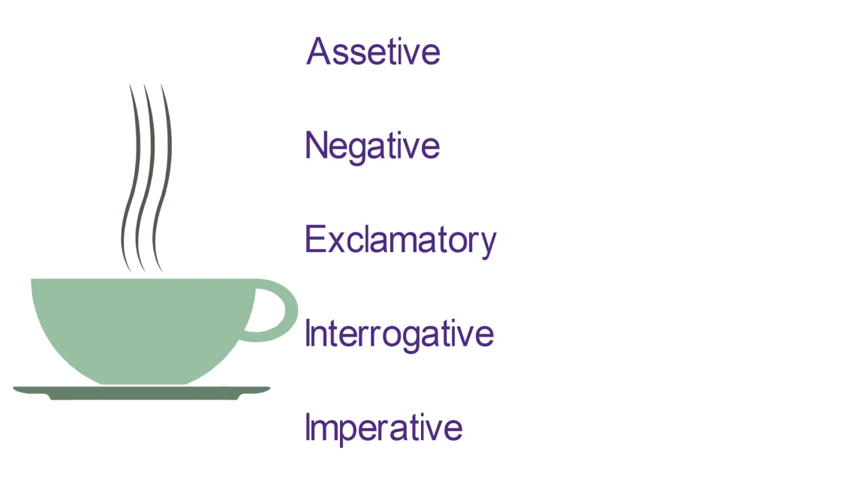 Assetive
Negative
Exclamatory
Interrogative
Imperative